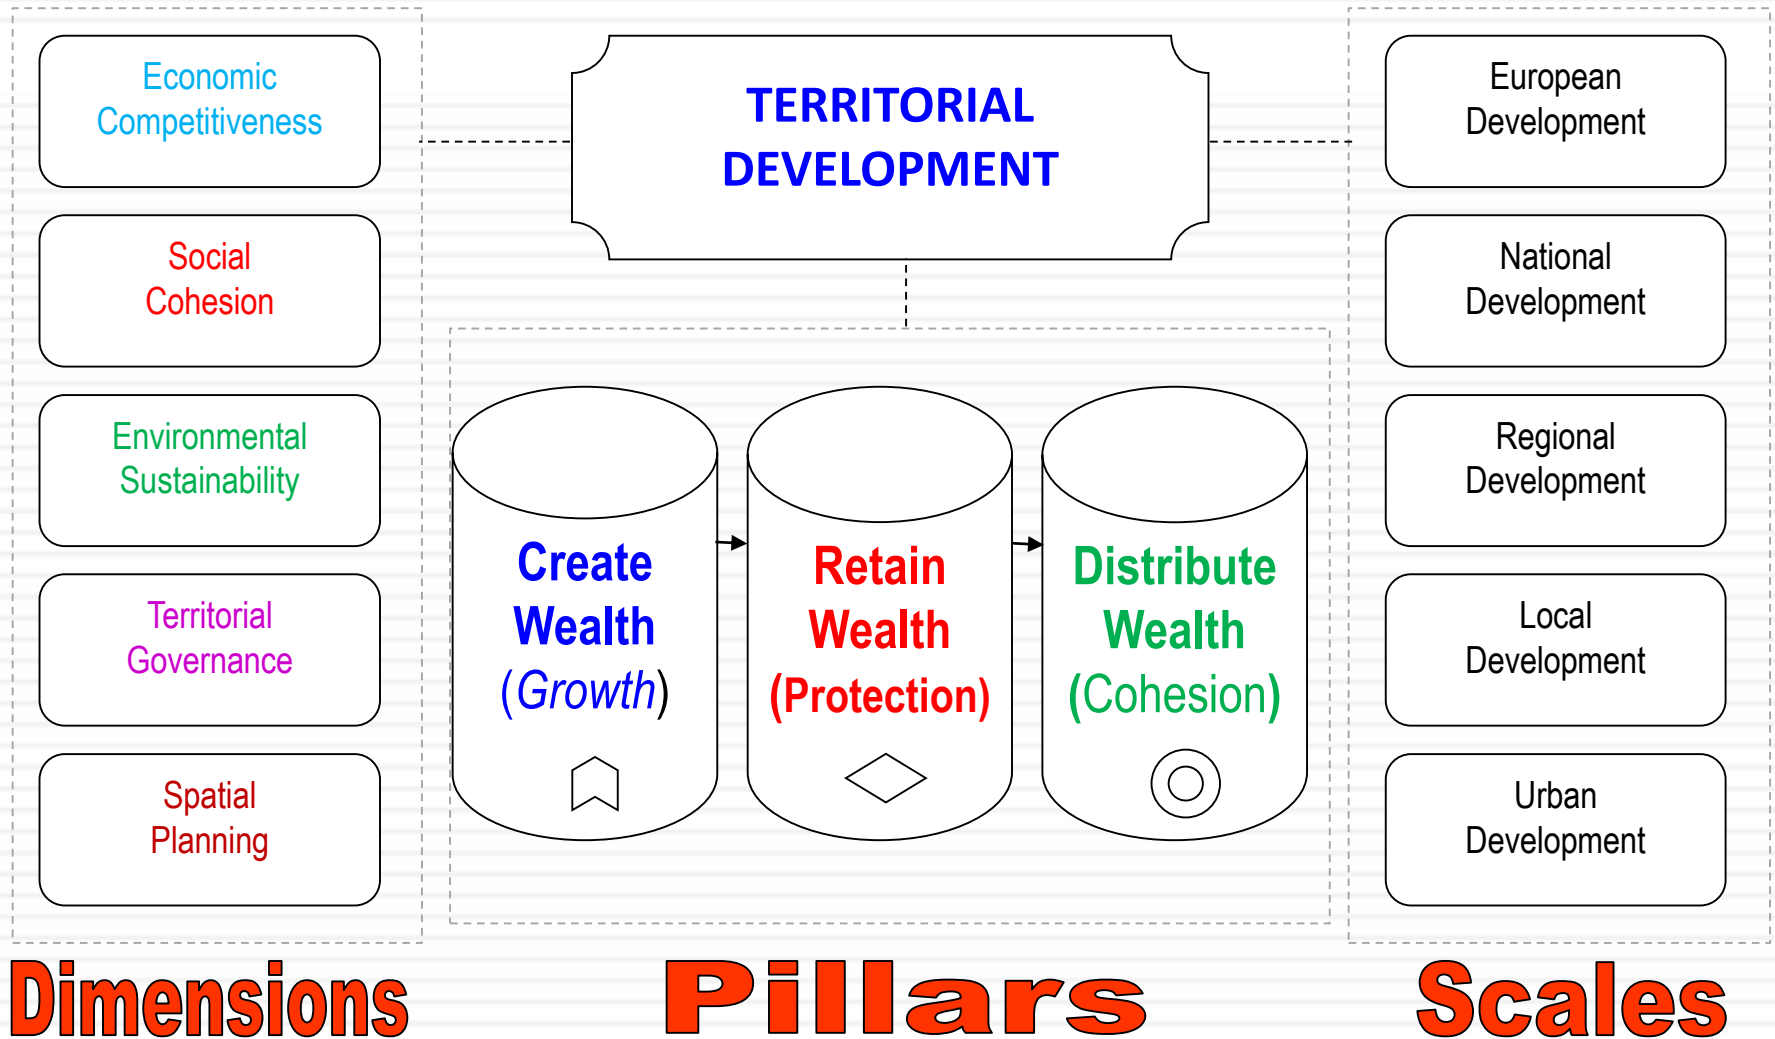 Economic
Competitiveness
Social
Cohesion
Environmental
Sustainability
Territorial
Governance
Spatial
Planning
Dimensions
TERRITORIAL
DEVELOPMENT
Create
Wealth
(Growth)
Retain
Wealth
(Protection)
Distribute
Wealth
(Cohesion)
Pillars
European
Development
National
Development
Regional
Development
Local
Development
Urban
Development
Scales